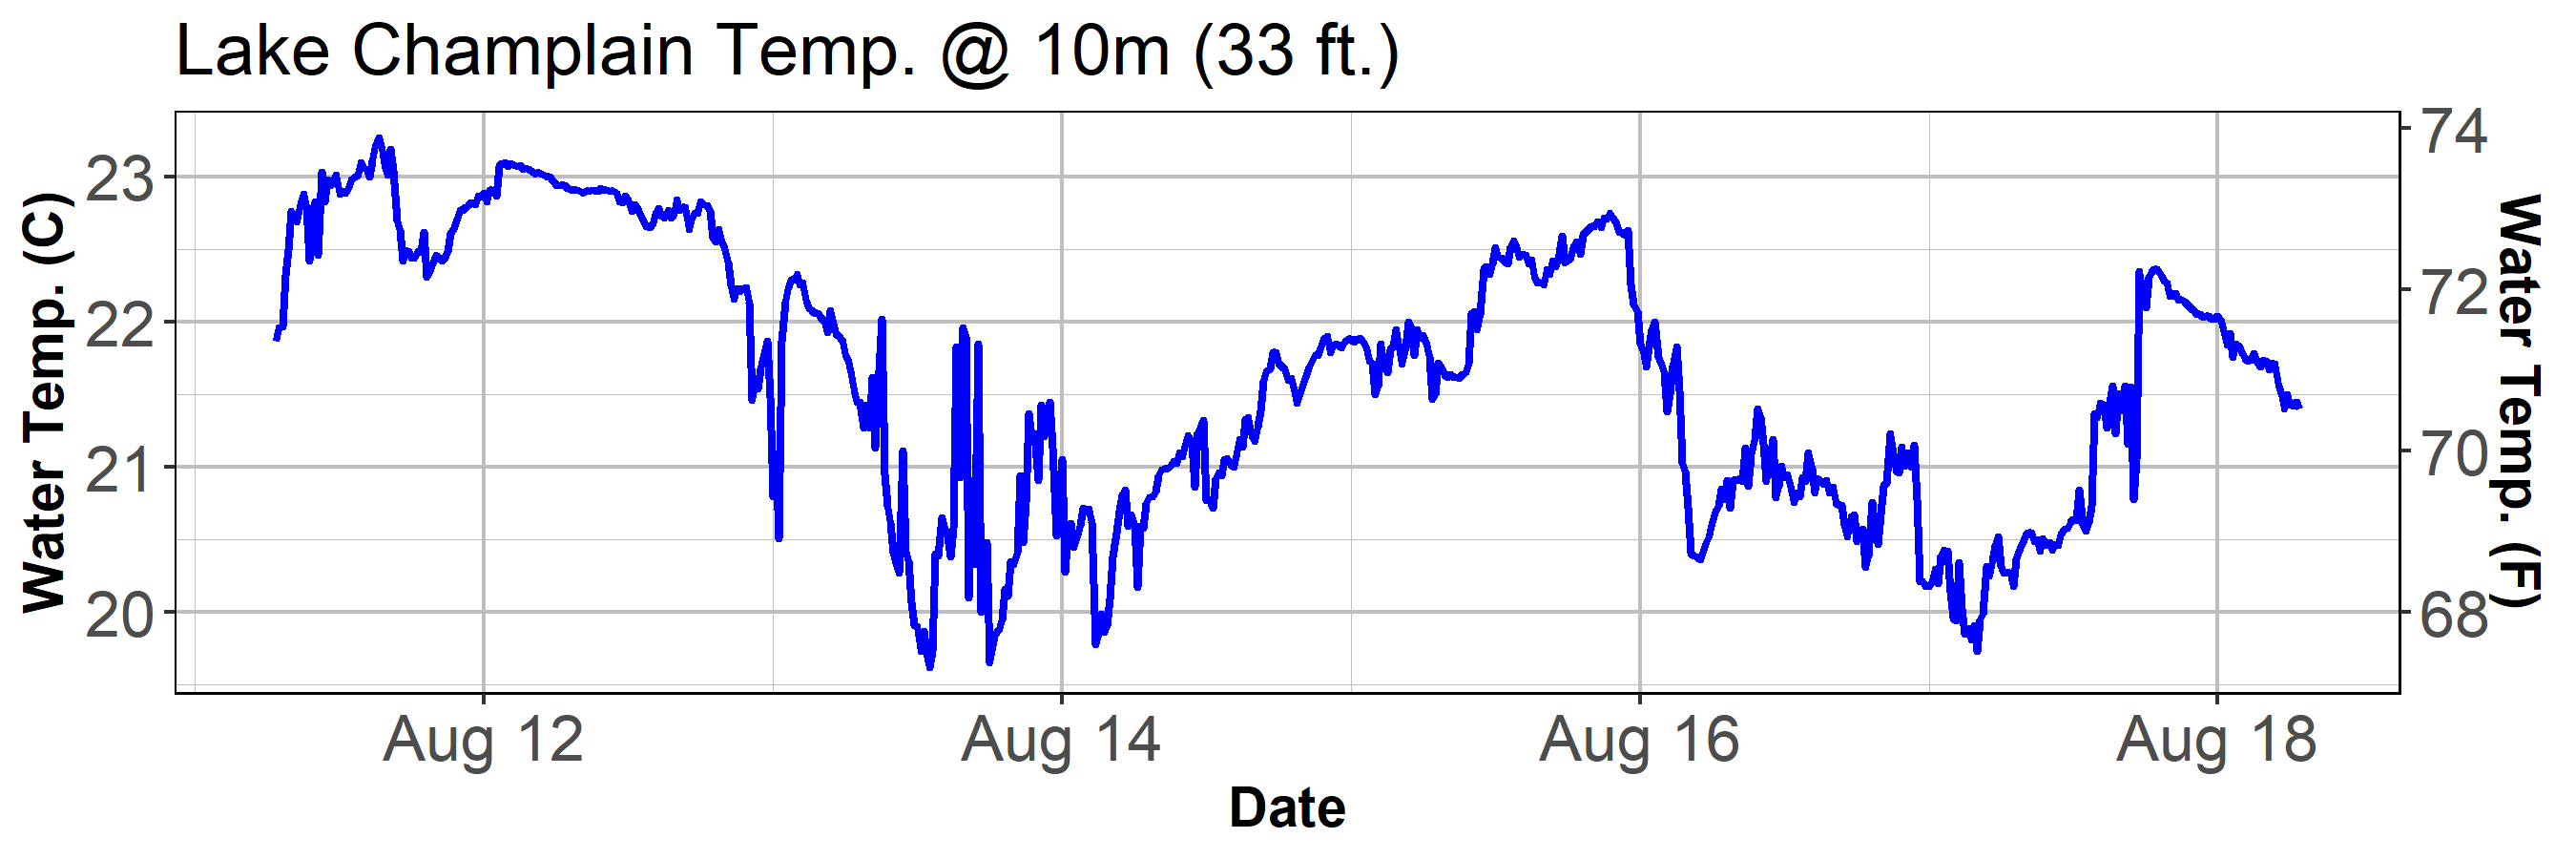 Lake Champlain Temp. @ 10m (33 ft.)
Water Temp. (C)
23
22
21
20
74
72
70
68
Water Temp. (F)
Aug 12
Aug 14
Aug 16
Aug 18
Date